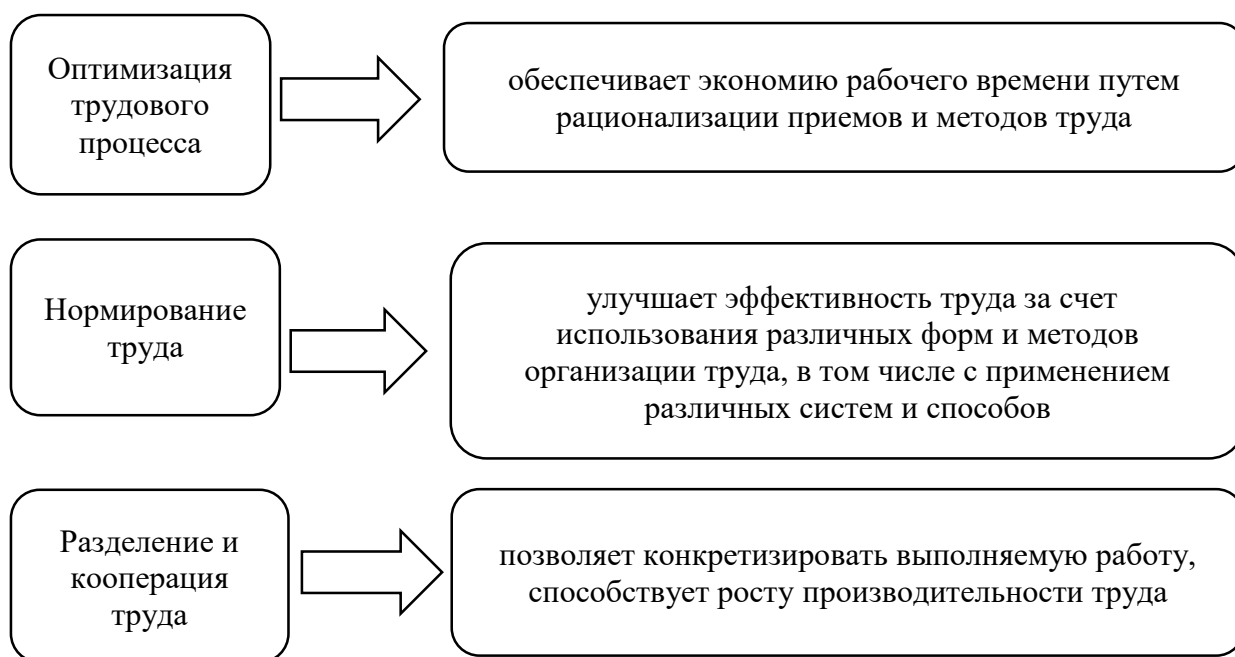 Оптимизация
трудового
процесса
обеспечивает экономию рабочего времени путем
рационализации приемов и методов труда
Нормирование
труда
улучшает эффективность труда за счет
использования различных форм и методов
организации труда, в том числе с применением
различных систем и способов
Разделение и
кооперация
труда
позволяет конкретизировать выполняемую работу,
способствует росту производительности труда